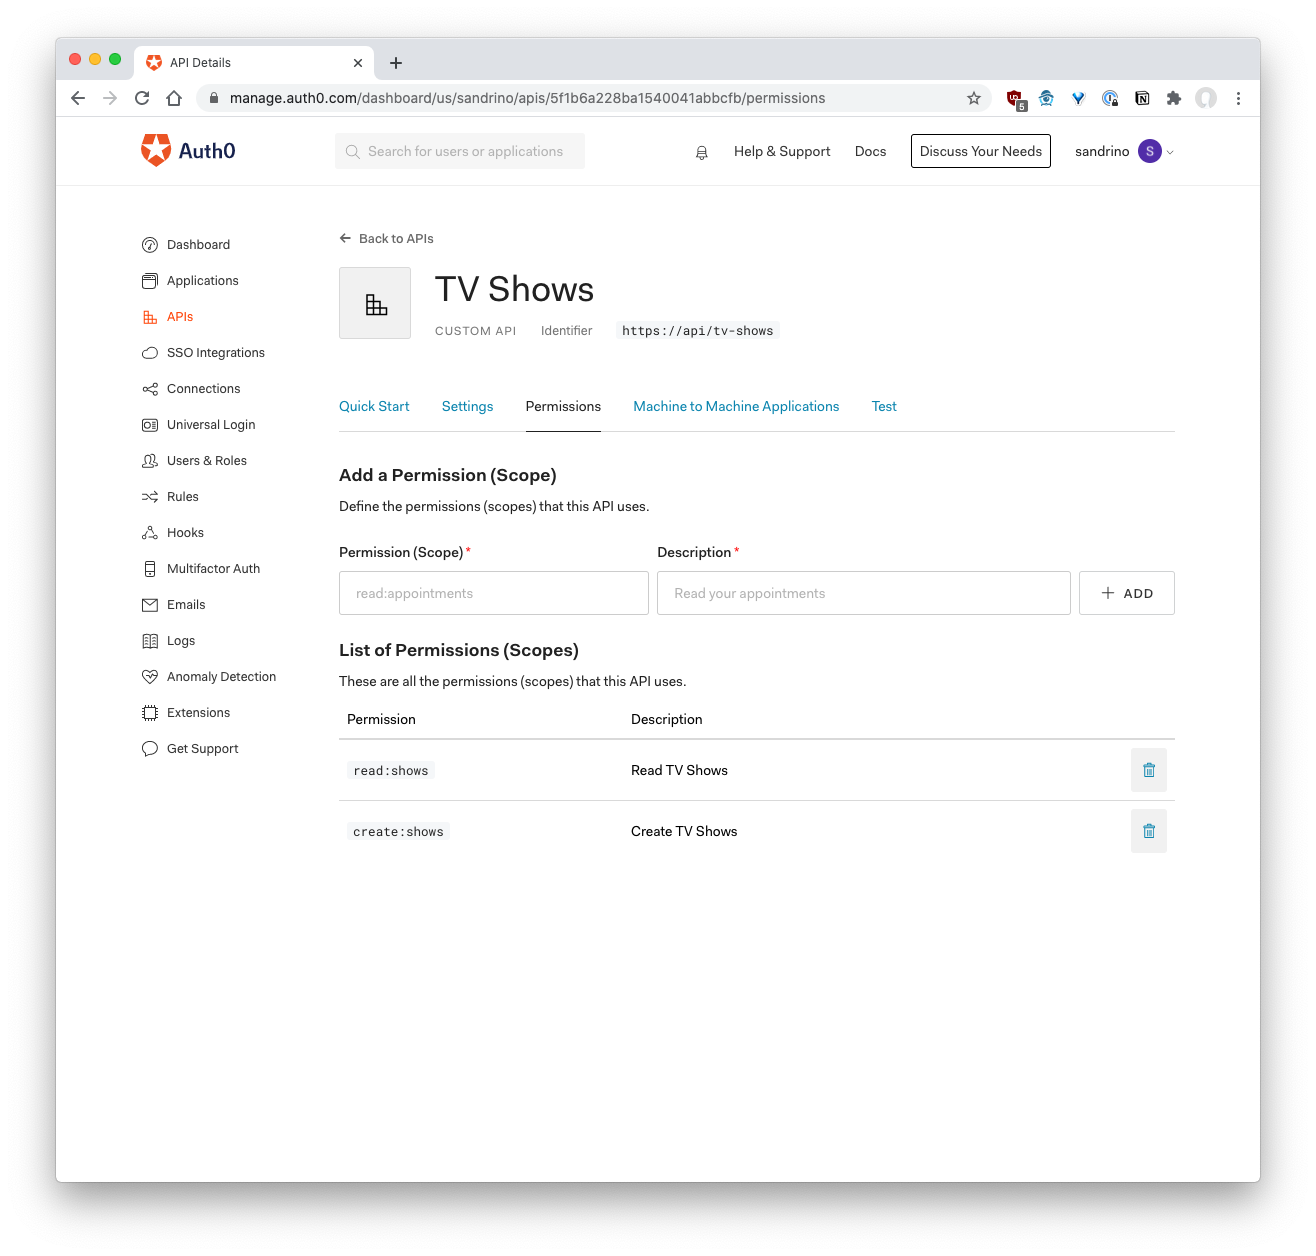 API Details
manage.auth0.com/dashboard/us/sandrino/apis/5f1b6a228ba1540041abbcfb/permissions
5
Auth0
Search for users or applications
Help & Support
Docs
Discuss Your Needs
sandrino
S
Dashboard
Applications
APIs
SSO Integrations
Connections
Universal Login
Users & Roles
Rules
Hooks
Multifactor Auth
Emails
Logs
Anomaly Detection
Extensions
Get Support
Back to APIs
TV Shows
CUSTOM API Identifier https://api/tv-shows
Quick Start Settings Permissions Machine to Machine Applications Test
Add a Permission (Scope)
Define the permissions (scopes) that this API uses.
Permission (Scope)* Description *
read:appointments Read your appointments + ADD
List of Permissions (Scopes)
These are all the permissions (scopes) that this API uses.
Permission Description
read:shows Read TV Shows
create:shows Create TV Shows